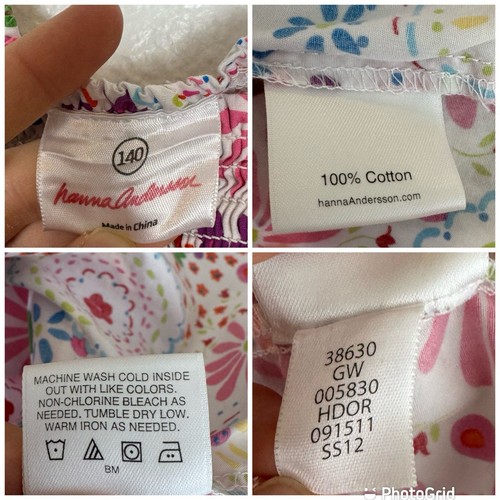 140
hanna Andersson
Made in China
100% Cotton
hannaAndersson.com
MACHINE WASH COLD INSIDE
OUT WITH LIKE COLORS.
NON-CHLORINE BLEACH AS
NEEDED. TUMBLE DRY LOW.
WARM IRON AS NEEDED.
BM
38630
GW
005830
HDOR
091511
SS12
PhotoGrid